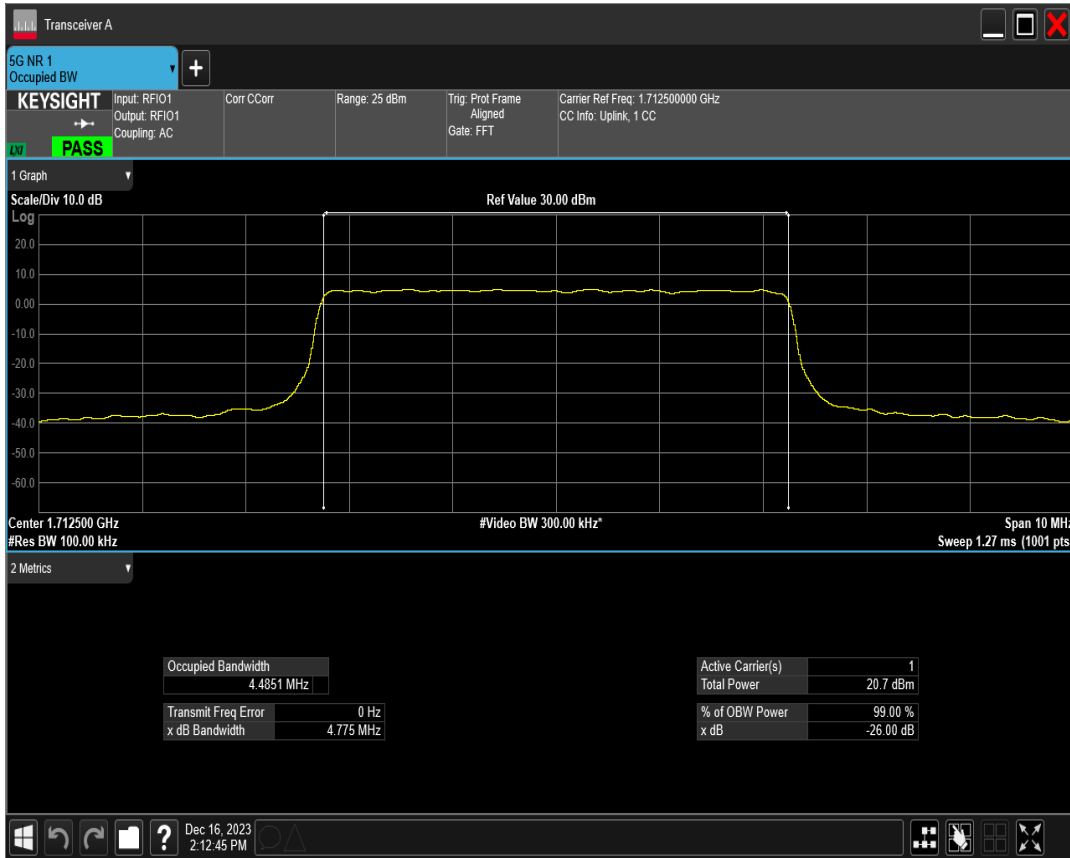 Transceiver A
5G NR 1
Occupied BW
KEYSIGHT
Input: RFIO1
Output: RFIO1
Coupling: AC
LXI
PASS
Corr CCorr
Range: 25 dBm
Trig: Prot Frame
Aligned
Gate: FFT
Carrier Ref Freq: 1.712500000 GHz
CC Info: Uplink, 1 CC
1 Graph
Scale/Div 10.0 dB
Ref Value 30.00 dBm
Log
20.0
10.0
0.00
-10.0
-20.0
-30.0
-40.0
-50.0
-60.0
Center 1.712500 GHz
#Video BW 300.00 kHz*
Span 10 MHz
#Res BW 100.00 kHz
Sweep 1.27 ms (1001 pts
2 Metrics
Occupied Bandwidth
4.4851 MHz
Transmit Freq Error 0 Hz
x dB Bandwidth 4.775 MHz
Active Carrier(s) 1
Total Power 20.7 dBm
% of OBW Power 99.00 %
x dB -26.00 dB
?
Dec 16, 2023
2:12:45 PM